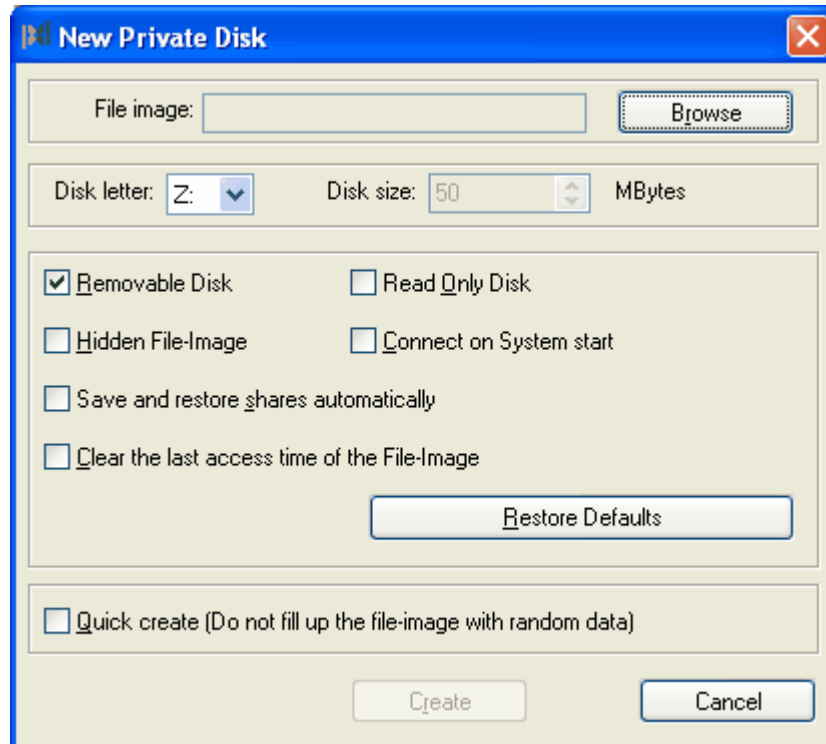 New Private Disk
File image: Browse
Disk letter: Z: Disk size: 50 MBytes
Removable Disk Read Only Disk
Hidden File-Image Connect on System start
Save and restore shares automatically
Clear the last access time of the File-Image
Restore Defaults
Quick create (Do not fill up the file-image with random data)
Create Cancel